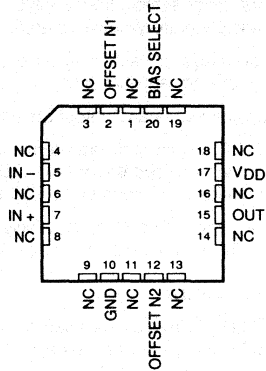 NC
OFFSET N1
NC
BIAS SELECT
NC
3 2 1 20 19
NC 4 18 NC
IN − 5 17 VDD
NC 6 16 NC
IN + 7 15 OUT
NC 8 14 NC
9 10 11 12 13
NC
GND
NC
OFFSET N2
NC